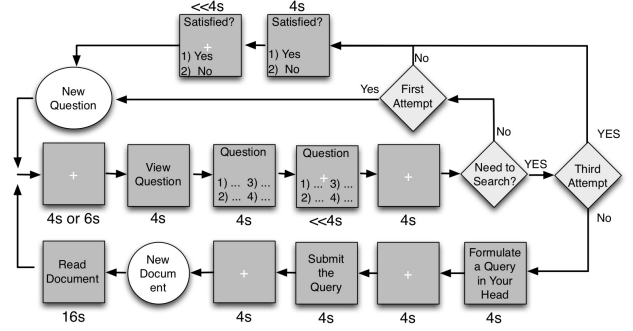 <<4s
4s
Satisfied?
1) Yes
2) No
Satisfied?
1) Yes
2) No
No
New
Question
Yes
First
Attempt
No
YES
View
Question
Question
1) ... 3) ...
2) ... 4) ...
Question
1) ... 3) ...
2) ... 4) ...
Need to
Search?
YES
Third
Attempt
4s or 6s
4s
4s
<<4s
4s
No
Read
Document
New
Docum
ent
Submit
the
Query
Formulate
a Query
in Your
Head
16s
4s
4s
4s
4s